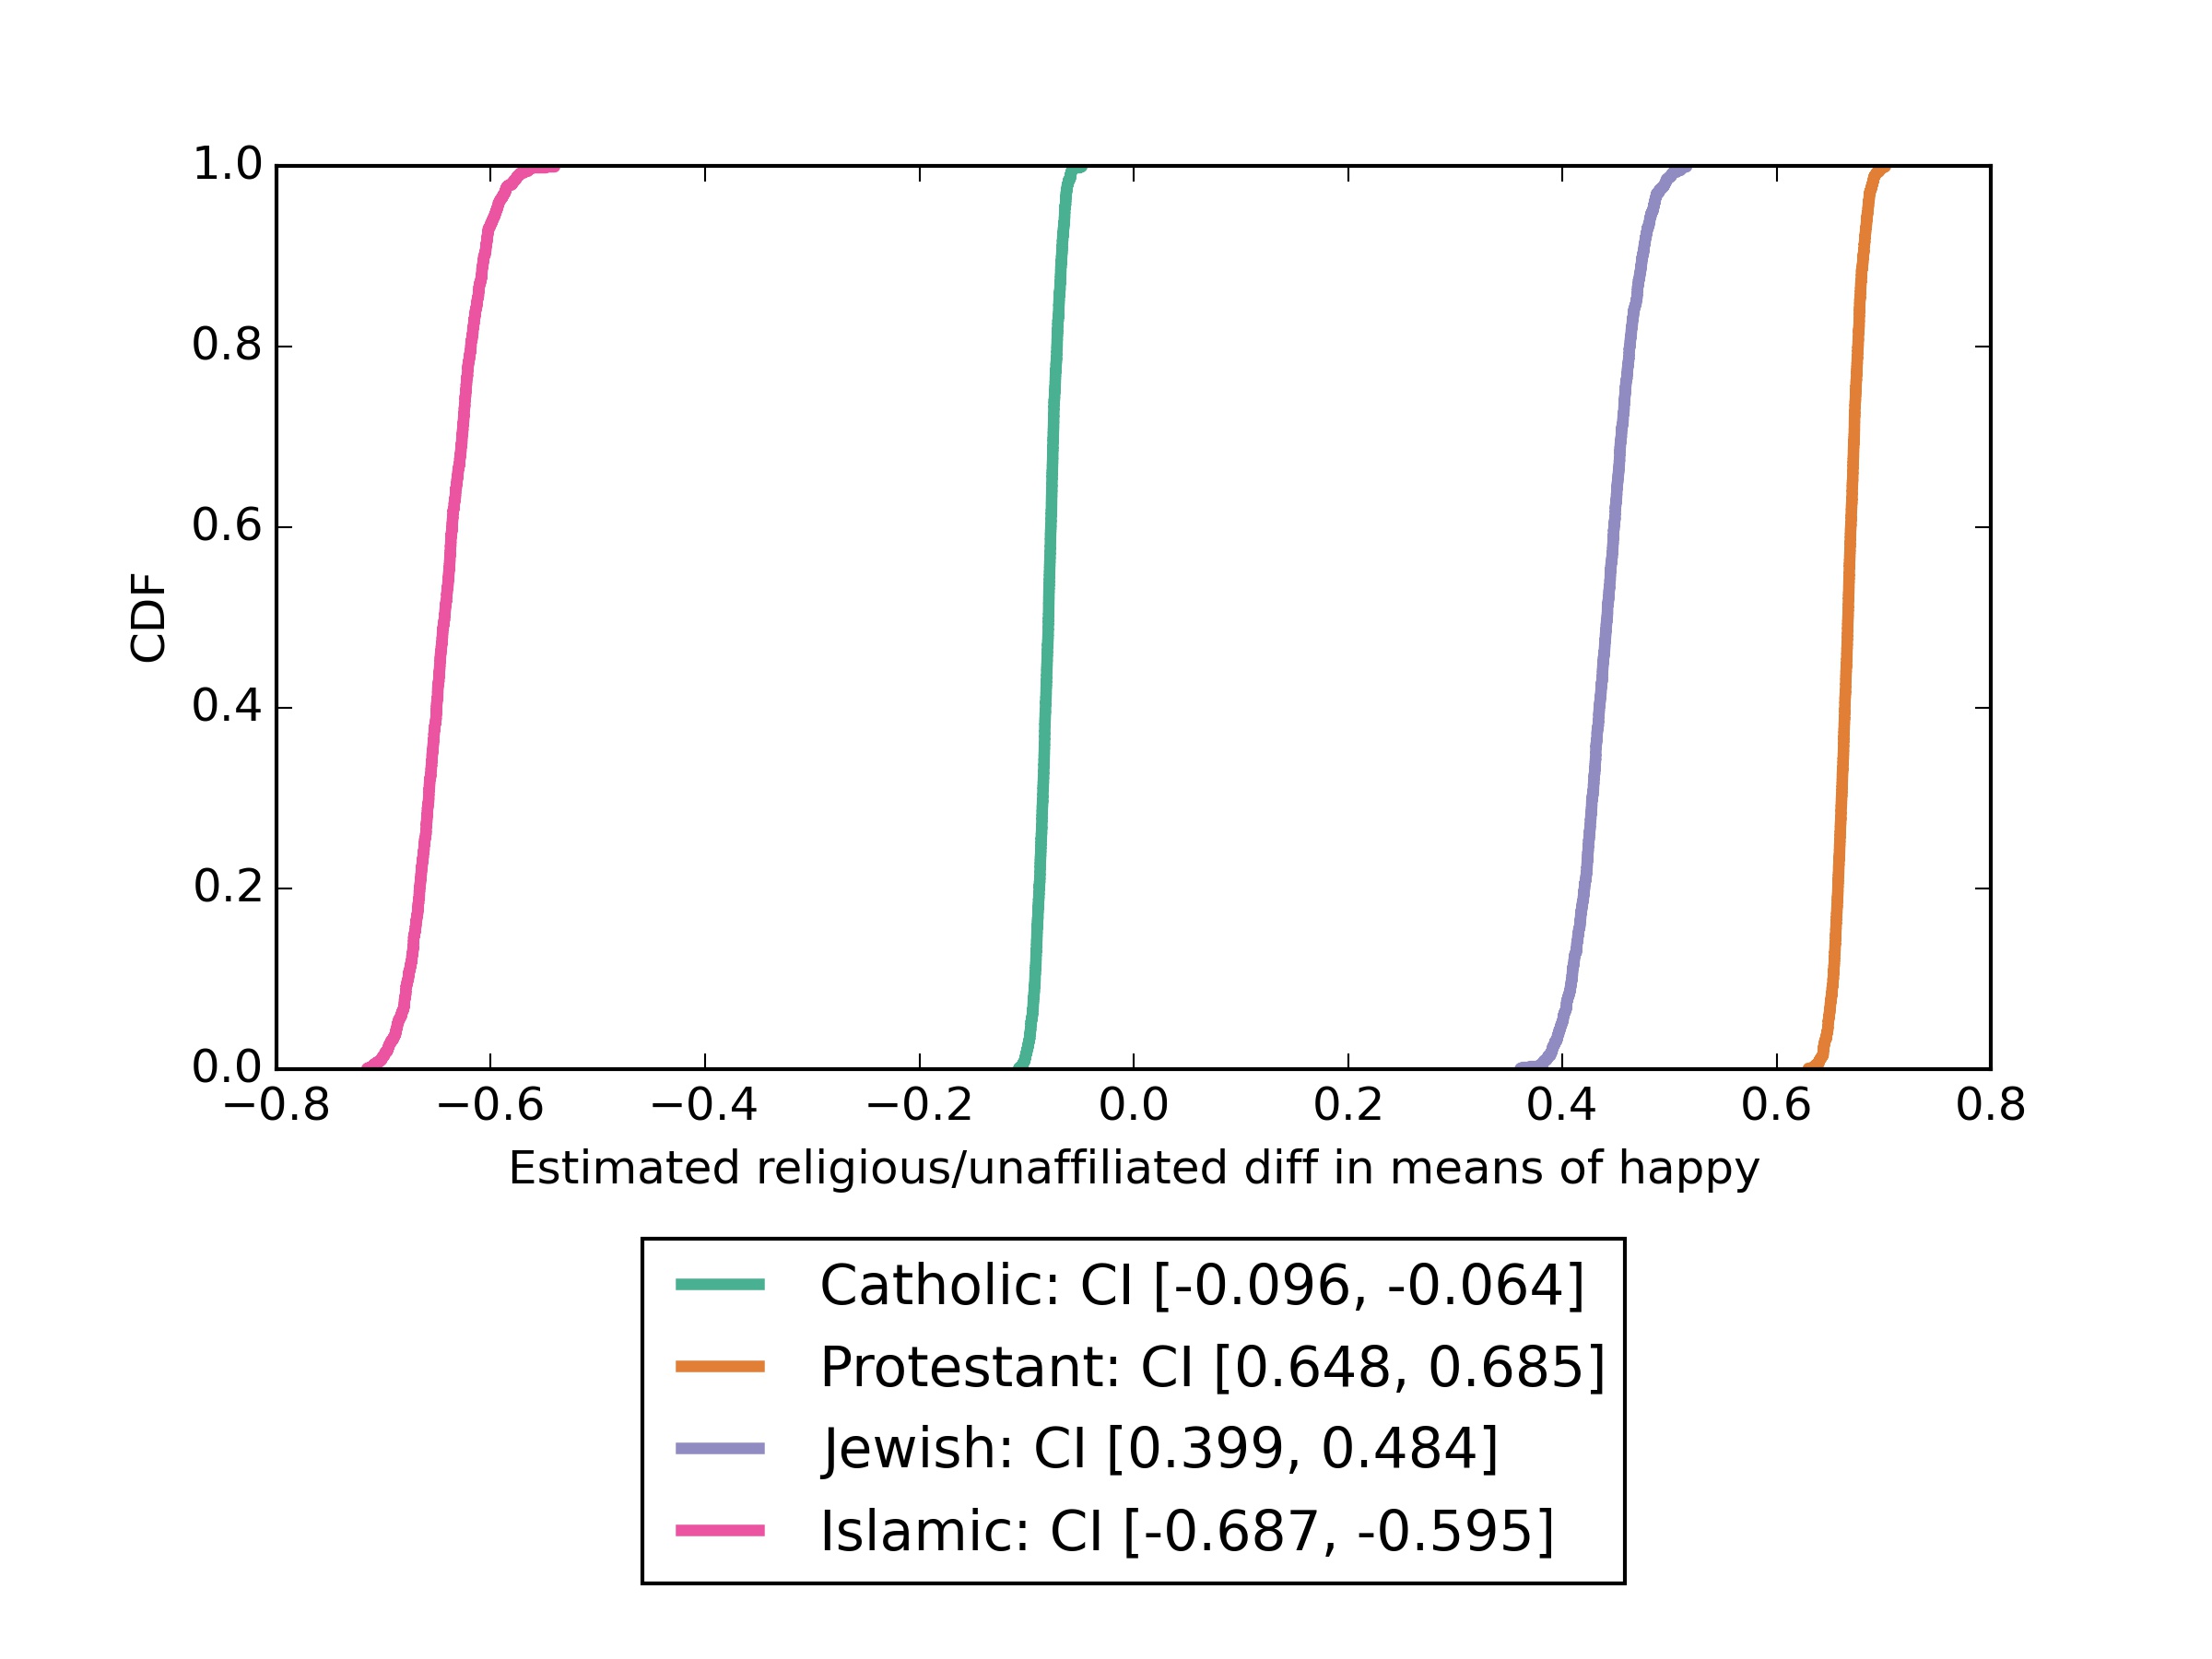 1.0
0.8
0.6
0.4
0.2
0.0
CDF
−0.8 −0.6 −0.4 −0.2 0.0 0.2 0.4 0.6 0.8
Estimated religious/unaffiliated diff in means of happy
Catholic: CI [-0.096, -0.064]
Protestant: CI [0.648, 0.685]
Jewish: CI [0.399, 0.484]
Islamic: CI [-0.687, -0.595]